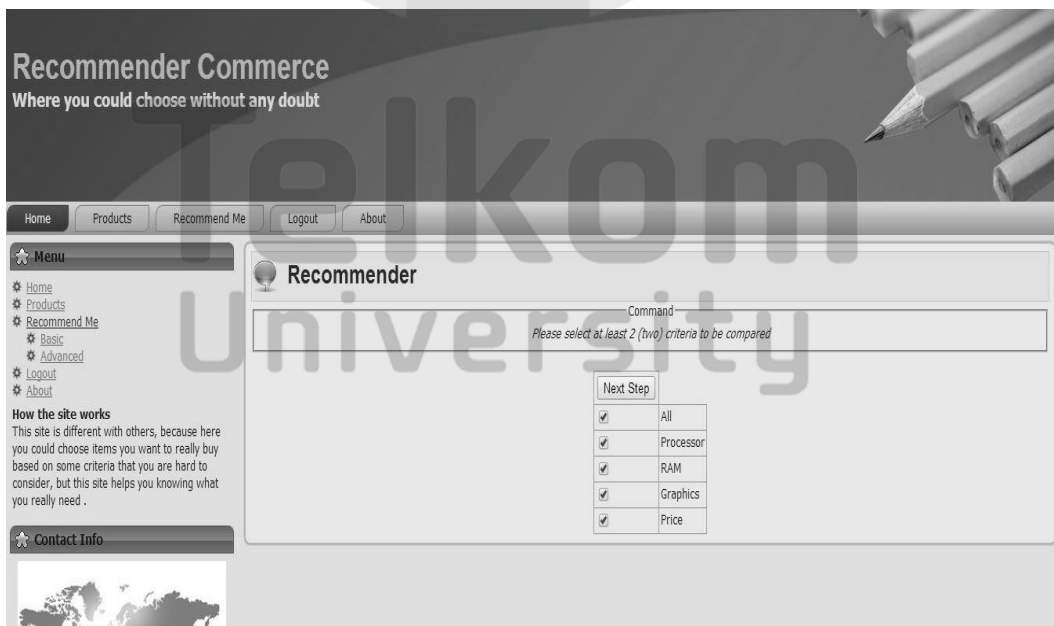 Recommender Commerce
Where you could choose without any doubt
Telkom
University
Home Products Recommend Me Logout About
Menu
Home
Products
Recommend Me
Basic
Advanced
Logout
About
How the site works
This site is different with others, because here
you could choose items you want to really buy
based on some criteria that you are hard to
consider, but this site helps you knowing what
you really need .
Contact Info
Recommender
Command
Please select at least 2 (two) criteria to be compared
Next Step
All
Processor
RAM
Graphics
Price